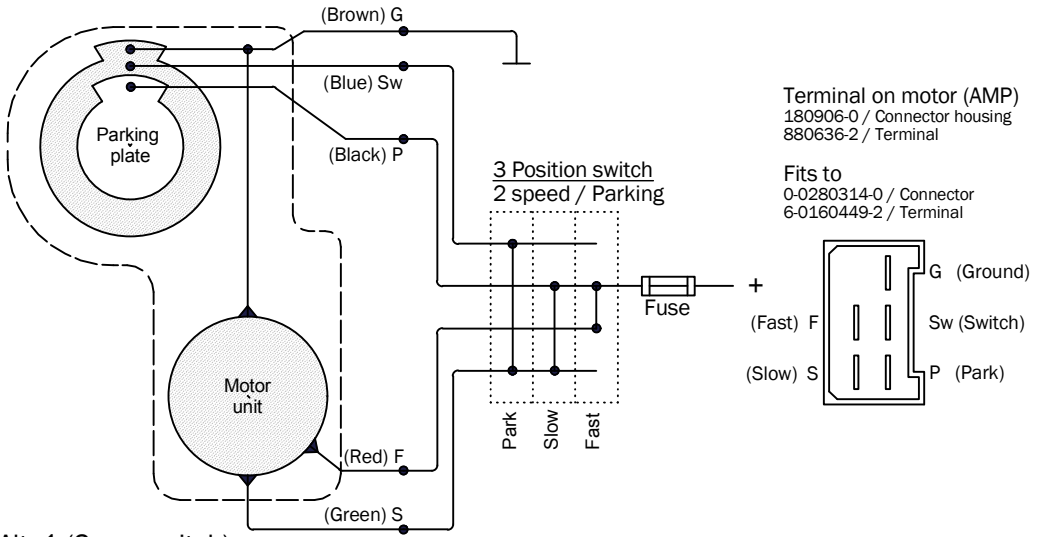 (Brown) G
(Blue) Sw
Parking
plate
(Black) P
3 Position switch
2 speed / Parking
Fuse
+
Motor
unit
(Red) F
(Green) S
Park
Slow
Fast
Terminal on motor (AMP)
180906-0 / Connector housing
880636-2 / Terminal
Fits to
0-0280314-0 / Connector
6-0160449-2 / Terminal
G (Ground)
(Fast) F
Sw (Switch)
(Slow) S
P (Park)